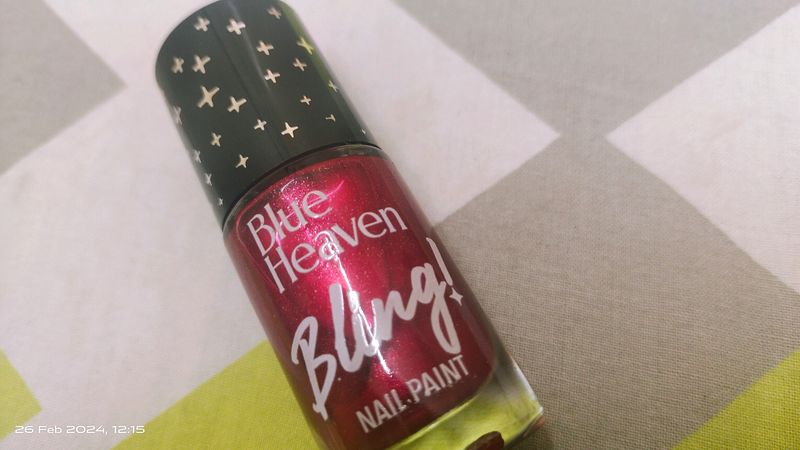 Blue
Heaven
Bling!
NAIL PAINT
26 Feb 2024, 12:15